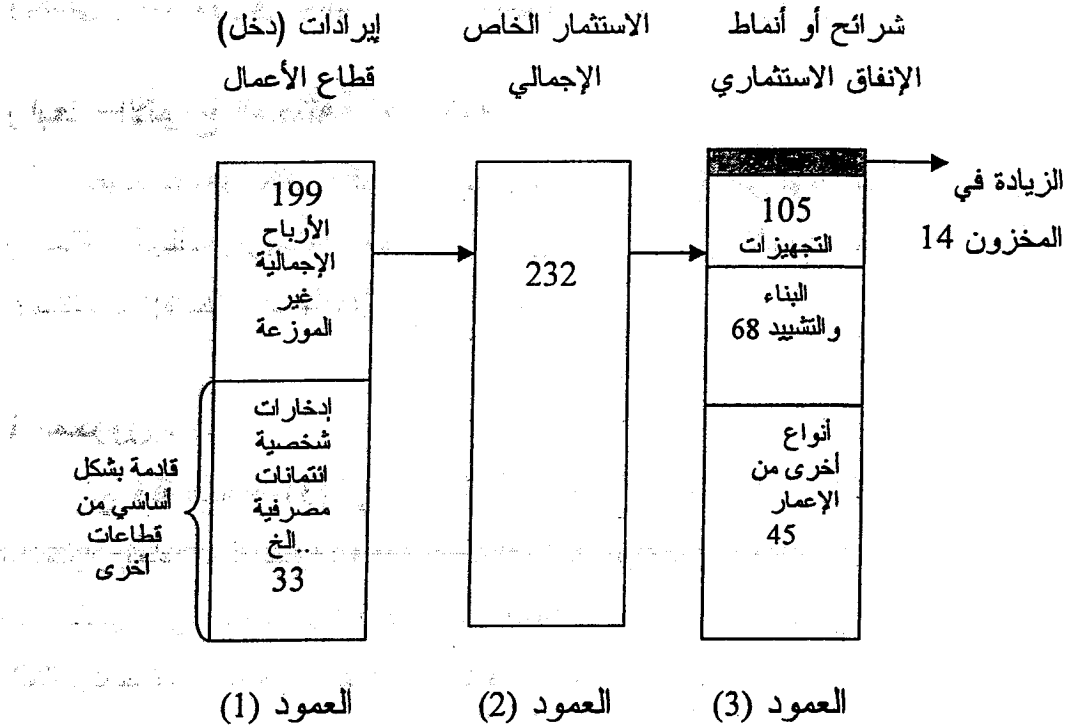 إيرادات (دخل)
قطاع الأعمال
الاستثمار الخاص
الإجمالي
شرائح أو أنماط
الإنفاق الاستثماري
199
الأرباح
الإجمالية
غير
الموزعة
إدخارات
شخصية
ائتمانات
مصرفية
..الخ
33
قادمة بشكل
أساسي من
قطاعات
أخرى
232
105
التجهيزات
البناء
والتشييد 68
أنواع
أخرى من
الإعمار
45
الزيادة في
المخزون 14
العمود (1)
العمود (2)
العمود (3)